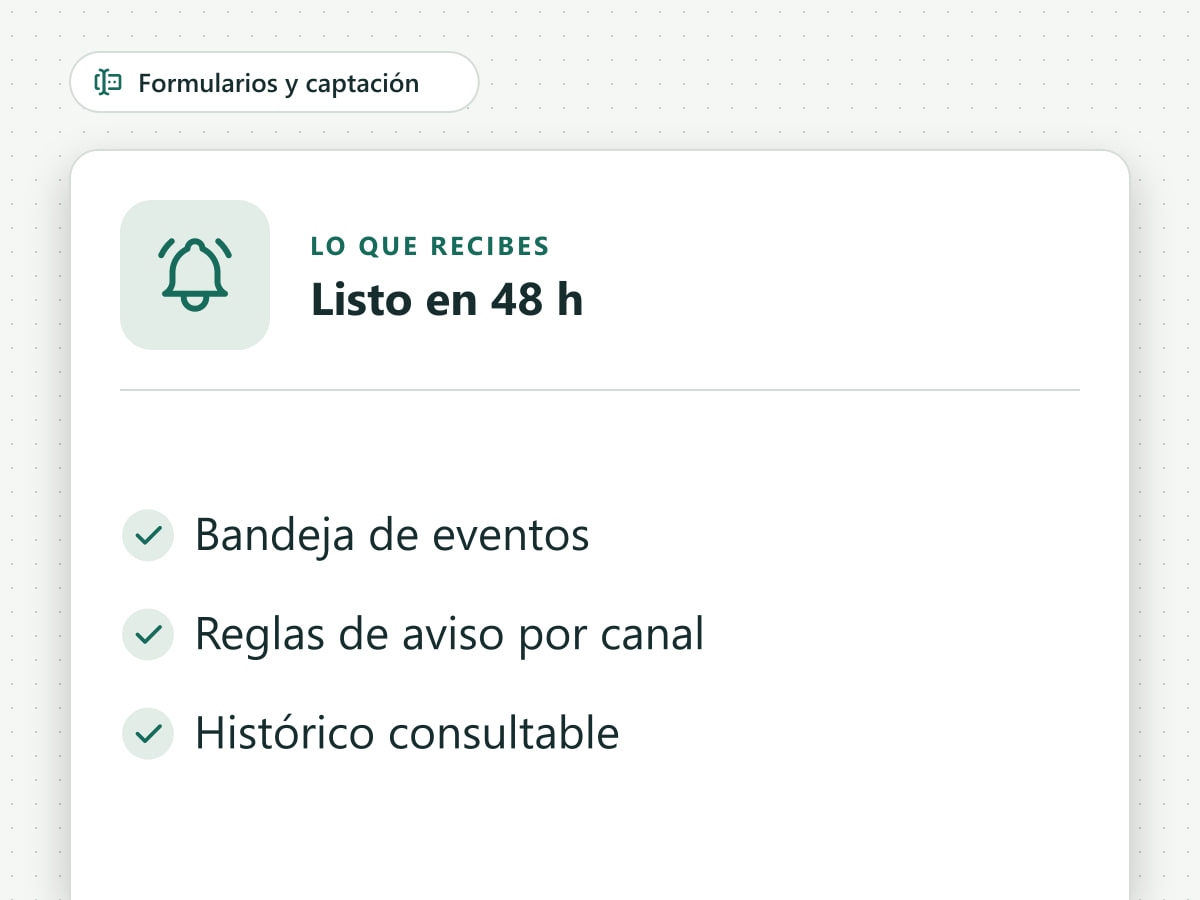 Formularios y captación
LO QUE RECIBES
Listo en 48 h
Bandeja de eventos
Reglas de aviso por canal
Histórico consultable